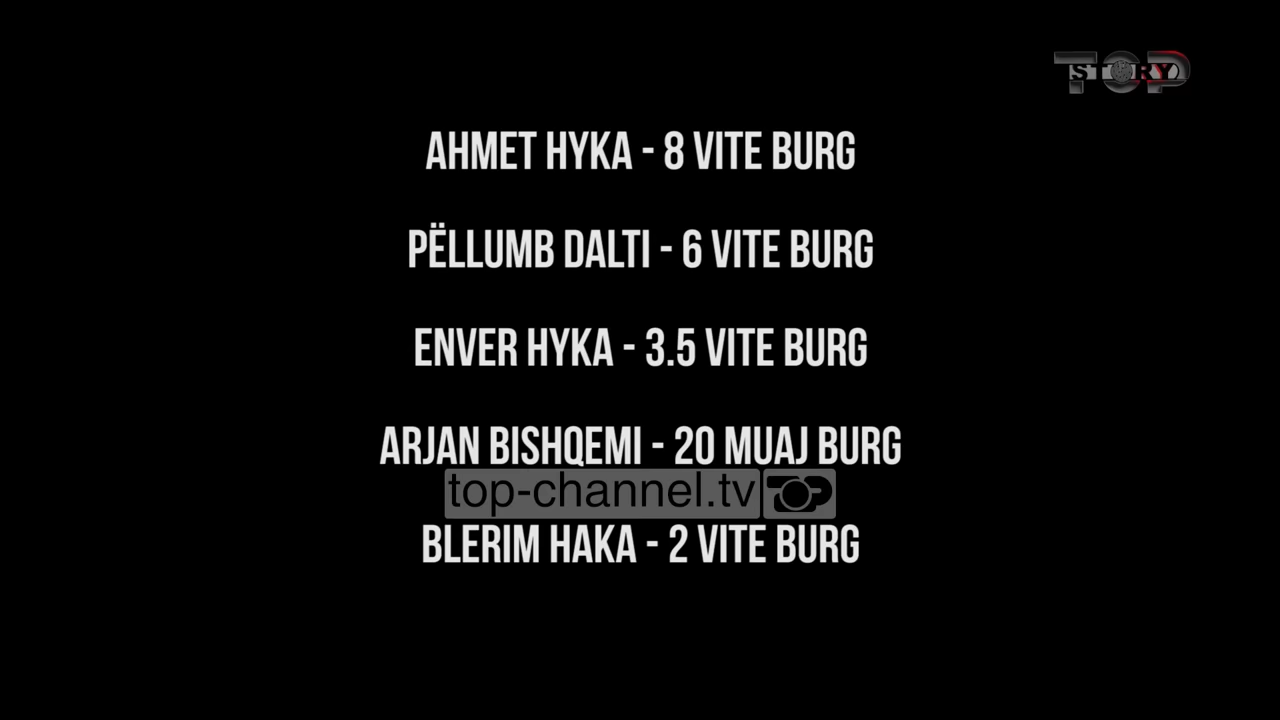 TOP STORY
AHMET HYKA - 8 VITE BURG
PËLLUMB DALTI - 6 VITE BURG
ENVER HYKA - 3.5 VITE BURG
ARJAN BISHQEMI - 20 MUAJ BURG
top-channel.tv TOP
BLERIM HAKA - 2 VITE BURG